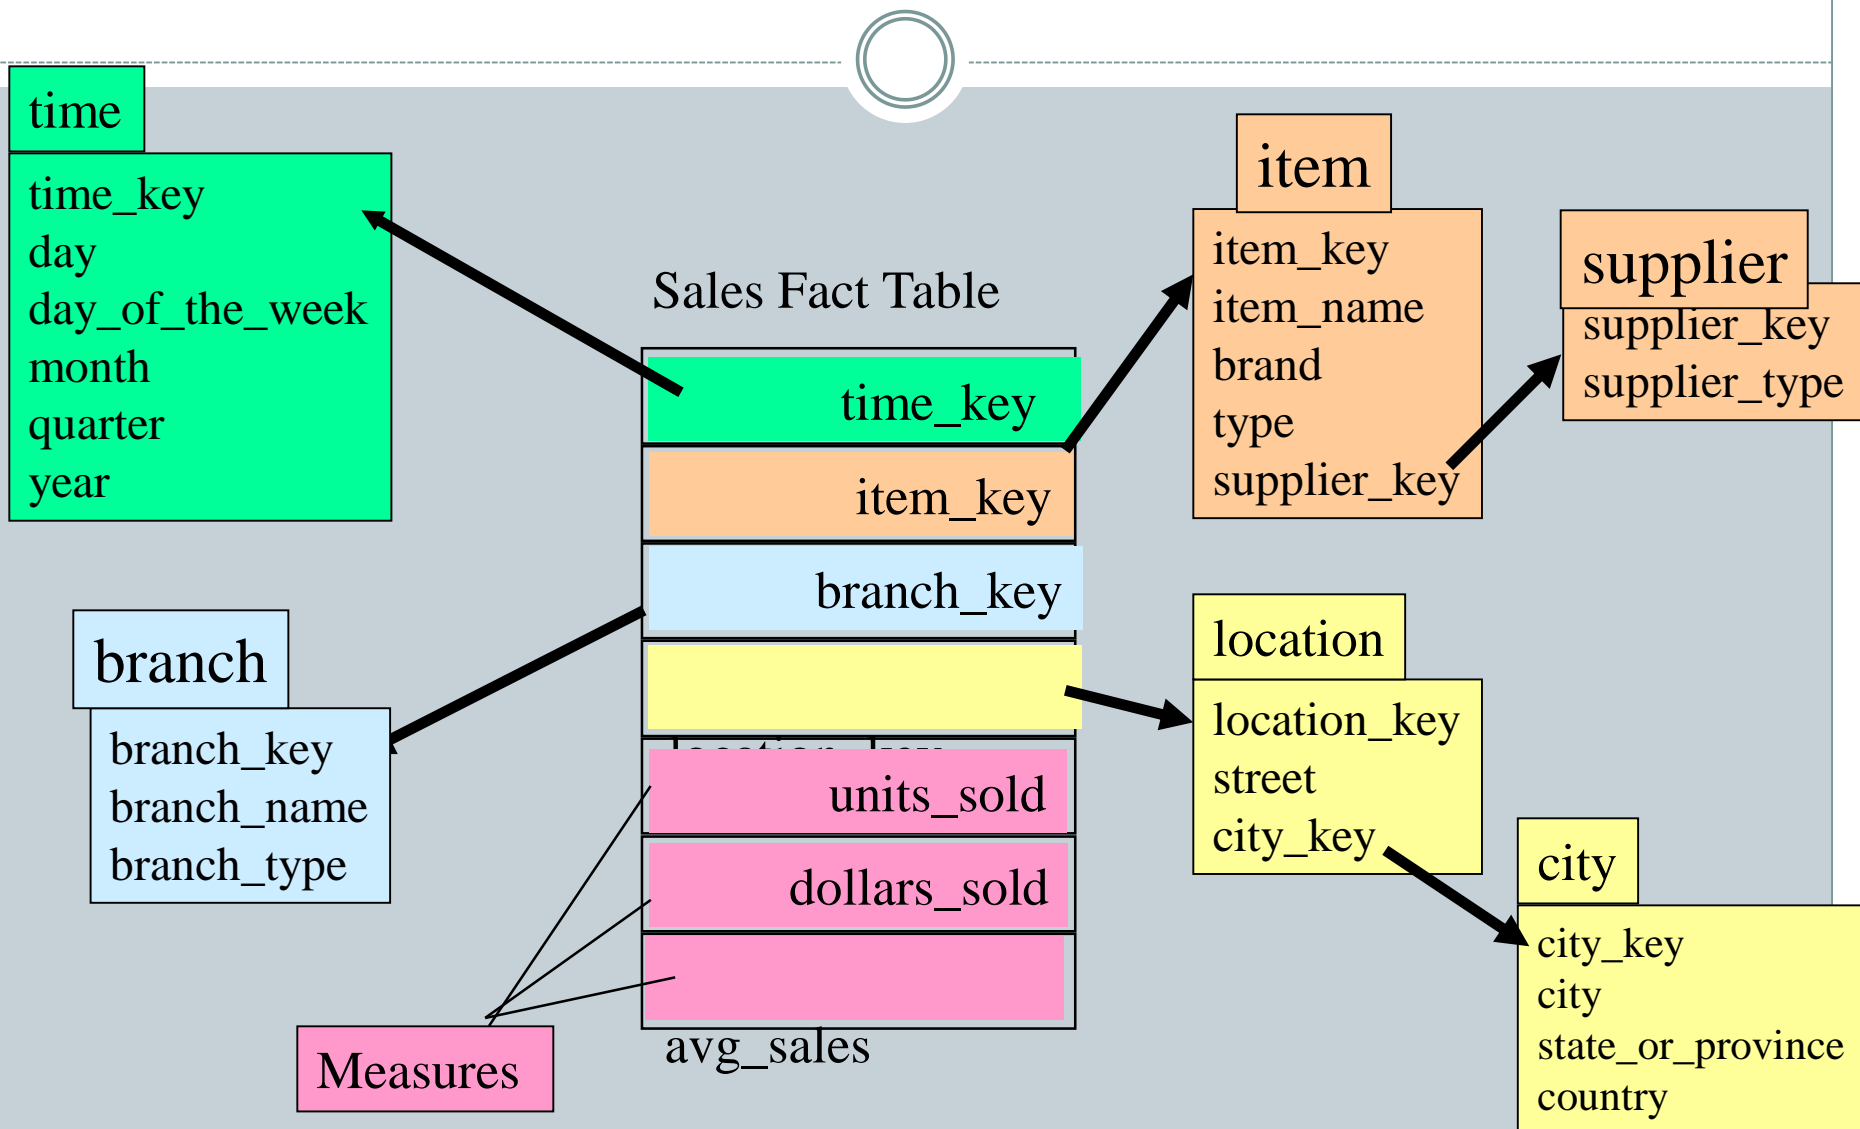 time
time_key
day
day_of_the_week
month
quarter
year
Sales Fact Table
time_key
item_key
branch_key
location_key
units_sold
dollars_sold
avg_sales
Measures
branch
branch_key
branch_name
branch_type
item
item_key
item_name
brand
type
supplier_key
supplier
supplier_key
supplier_type
location
location_key
street
city_key
city
city_key
city
state_or_province
country